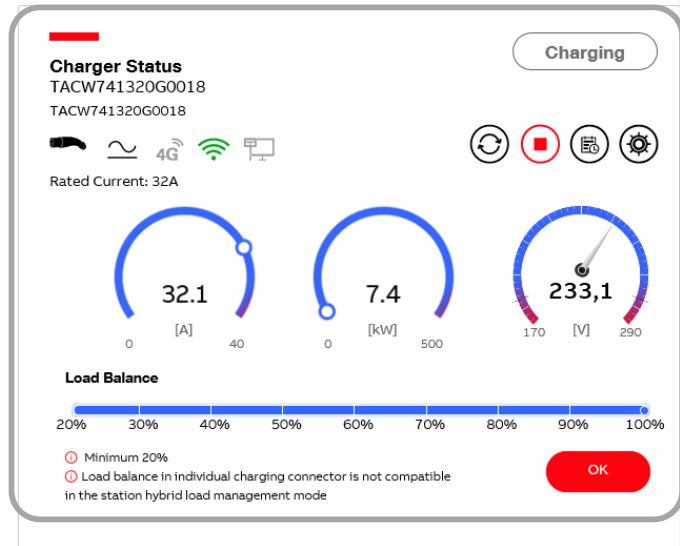 Charging
Charger Status
TACW741320G0018
TACW741320G0018
4G
Rated Current: 32A
32.1
[A]
0
40
7.4
[kW]
0
500
233,1
[V]
170
290
Load Balance
20% 30% 40% 50% 60% 70% 80% 90% 100%
Minimum 20%
Load balance in individual charging connector is not compatible
in the station hybrid load management mode
OK